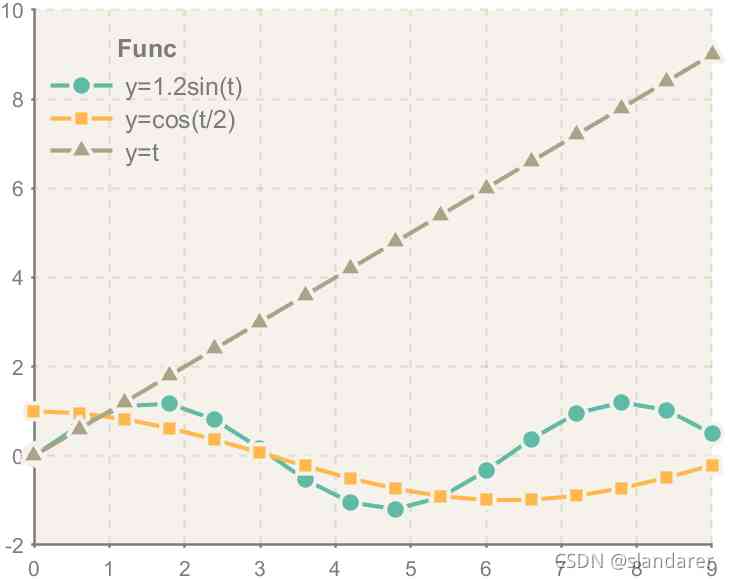 10
8
6
4
2
0
-2
Func
y=1.2sin(t)
y=cos(t/2)
y=t
0 1 2 3 4 5 6 7 8 9
CSDN @slandarer